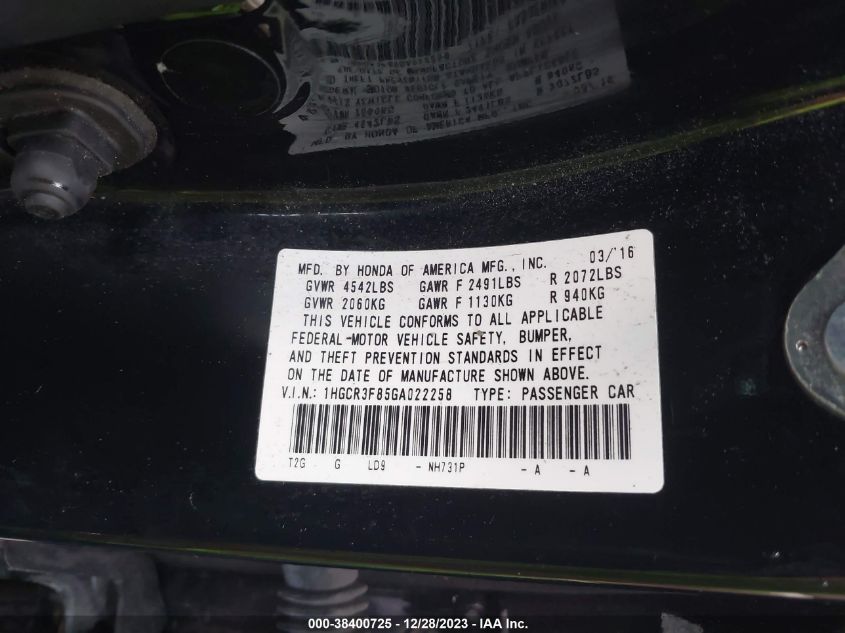 MFD. BY HONDA OF AMERICA MFG., INC. 03/'16
GVWR 4542LBS GAWR F 2491LBS R 2072LBS
GVWR 2060KG GAWR F 1130KG R 940KG
THIS VEHICLE CONFORMS TO ALL APPLICABLE
FEDERAL-MOTOR VEHICLE SAFETY, BUMPER,
AND THEFT PREVENTION STANDARDS IN EFFECT
ON THE DATE OF MANUFACTURE SHOWN ABOVE.
V.I.N.: 1HGCR3F85GA022258 TYPE: PASSENGER CAR
T2G G LD9 - NH731P - A - A
000-38400725 - 12/28/2023 - IAA Inc.